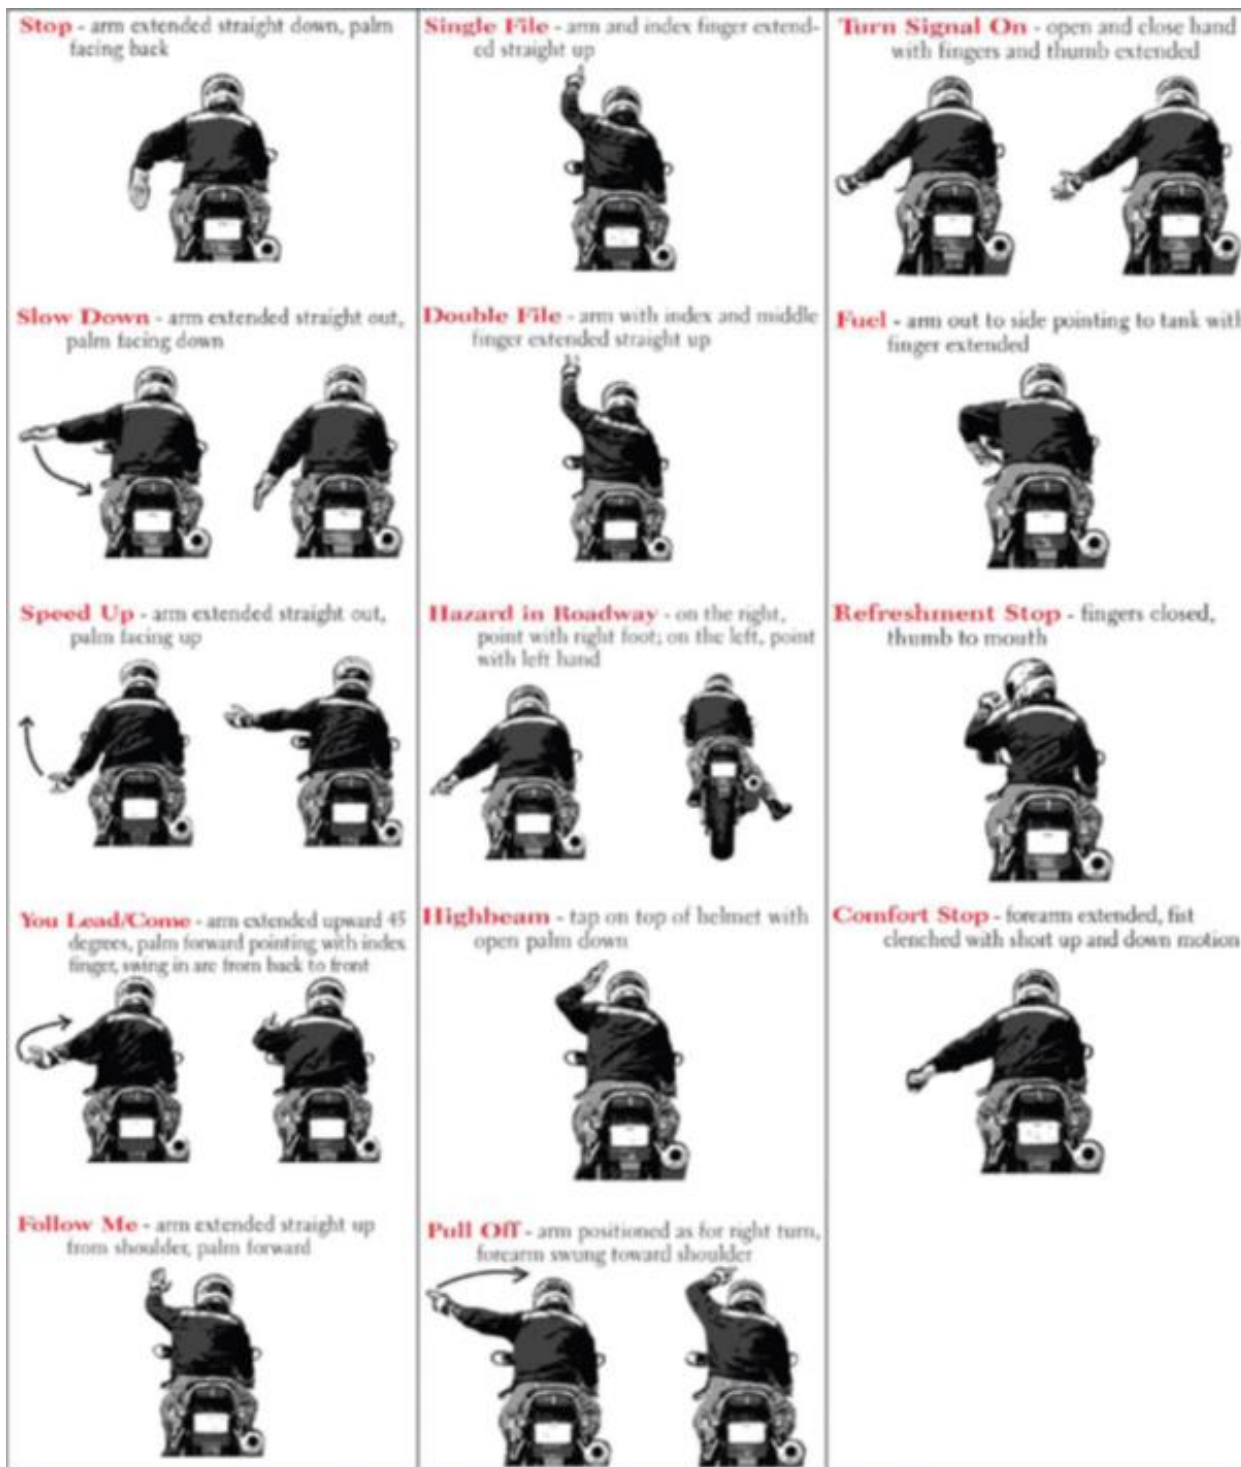 Stop - arm extended straight down, palm
facing back
Slow Down - arm extended straight out,
palm facing down
Speed Up - arm extended straight out,
palm facing up
You Lead/Come - arm extended upward 45
degrees, palm forward pointing with index
finger, swing in arc from back to front
Follow Me - arm extended straight up
from shoulder, palm forward
Single File - arm and index finger extend-
ed straight up
Double File - arm with index and middle
finger extended straight up
Hazard in Roadway - on the right,
point with right foot; on the left, point
with left hand
Highbeam - tap on top of helmet with
open palm down
Pull Off - arm positioned as for right turn,
forearm swung toward shoulder
Turn Signal On - open and close hand
with fingers and thumb extended
Fuel - arm out to side pointing to tank with
finger extended
Refreshment Stop - fingers closed,
thumb to mouth
Comfort Stop - forearm extended, fist
clenched with short up and down motion